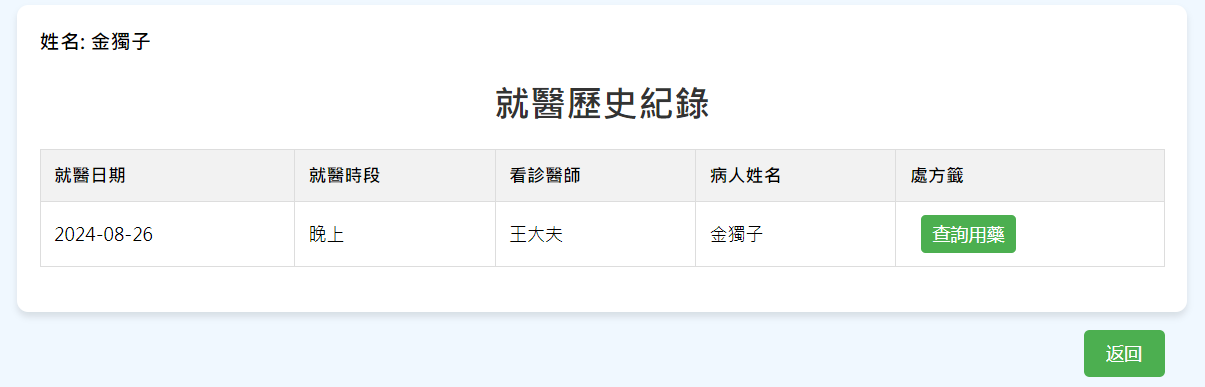 姓名: 金獨子
就醫歷史紀錄
就醫日期 就醫時段 看診醫師 病人姓名 處方籤
2024-08-26 晚上 王大夫 金獨子 查詢用藥
返回